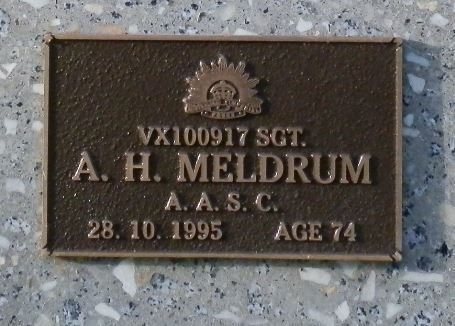 VX100917 SGT.
A. H. MELDRUM
A. A. S. C.
28. 10. 1995 AGE 74